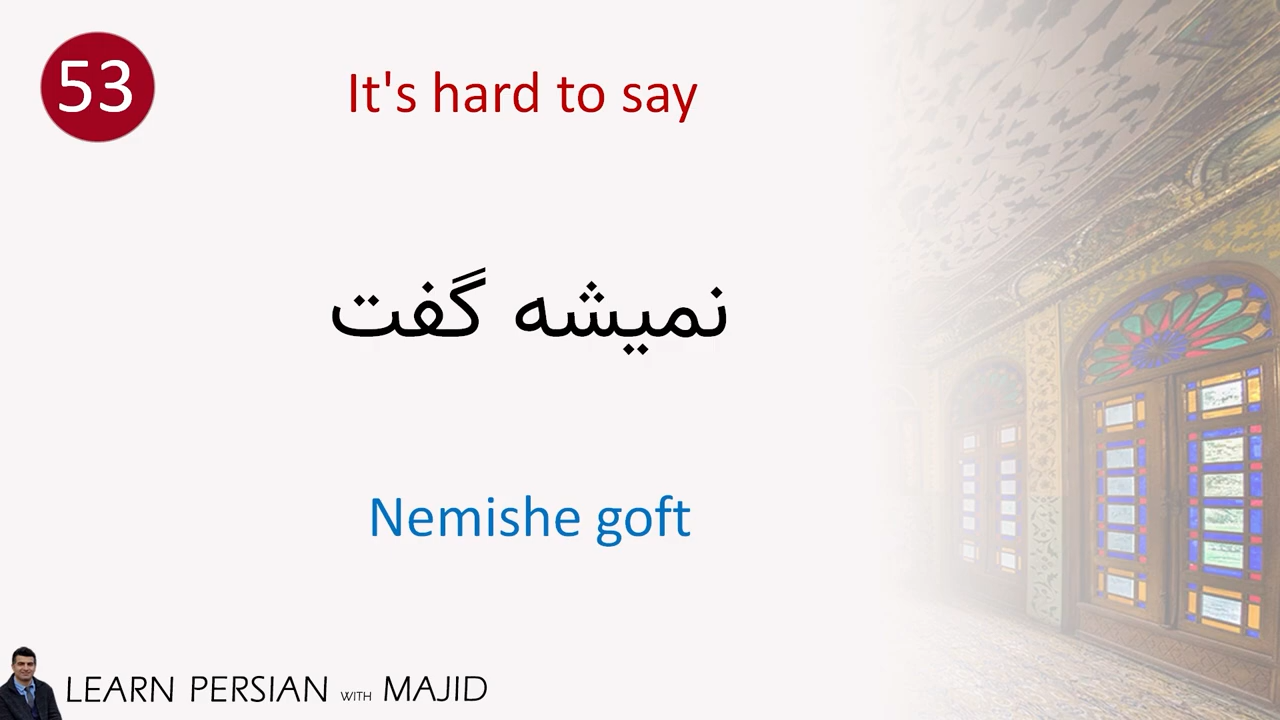 53
It's hard to say
نمیشه گفت
Nemishe goft
LEARN PERSIAN WITH MAJID